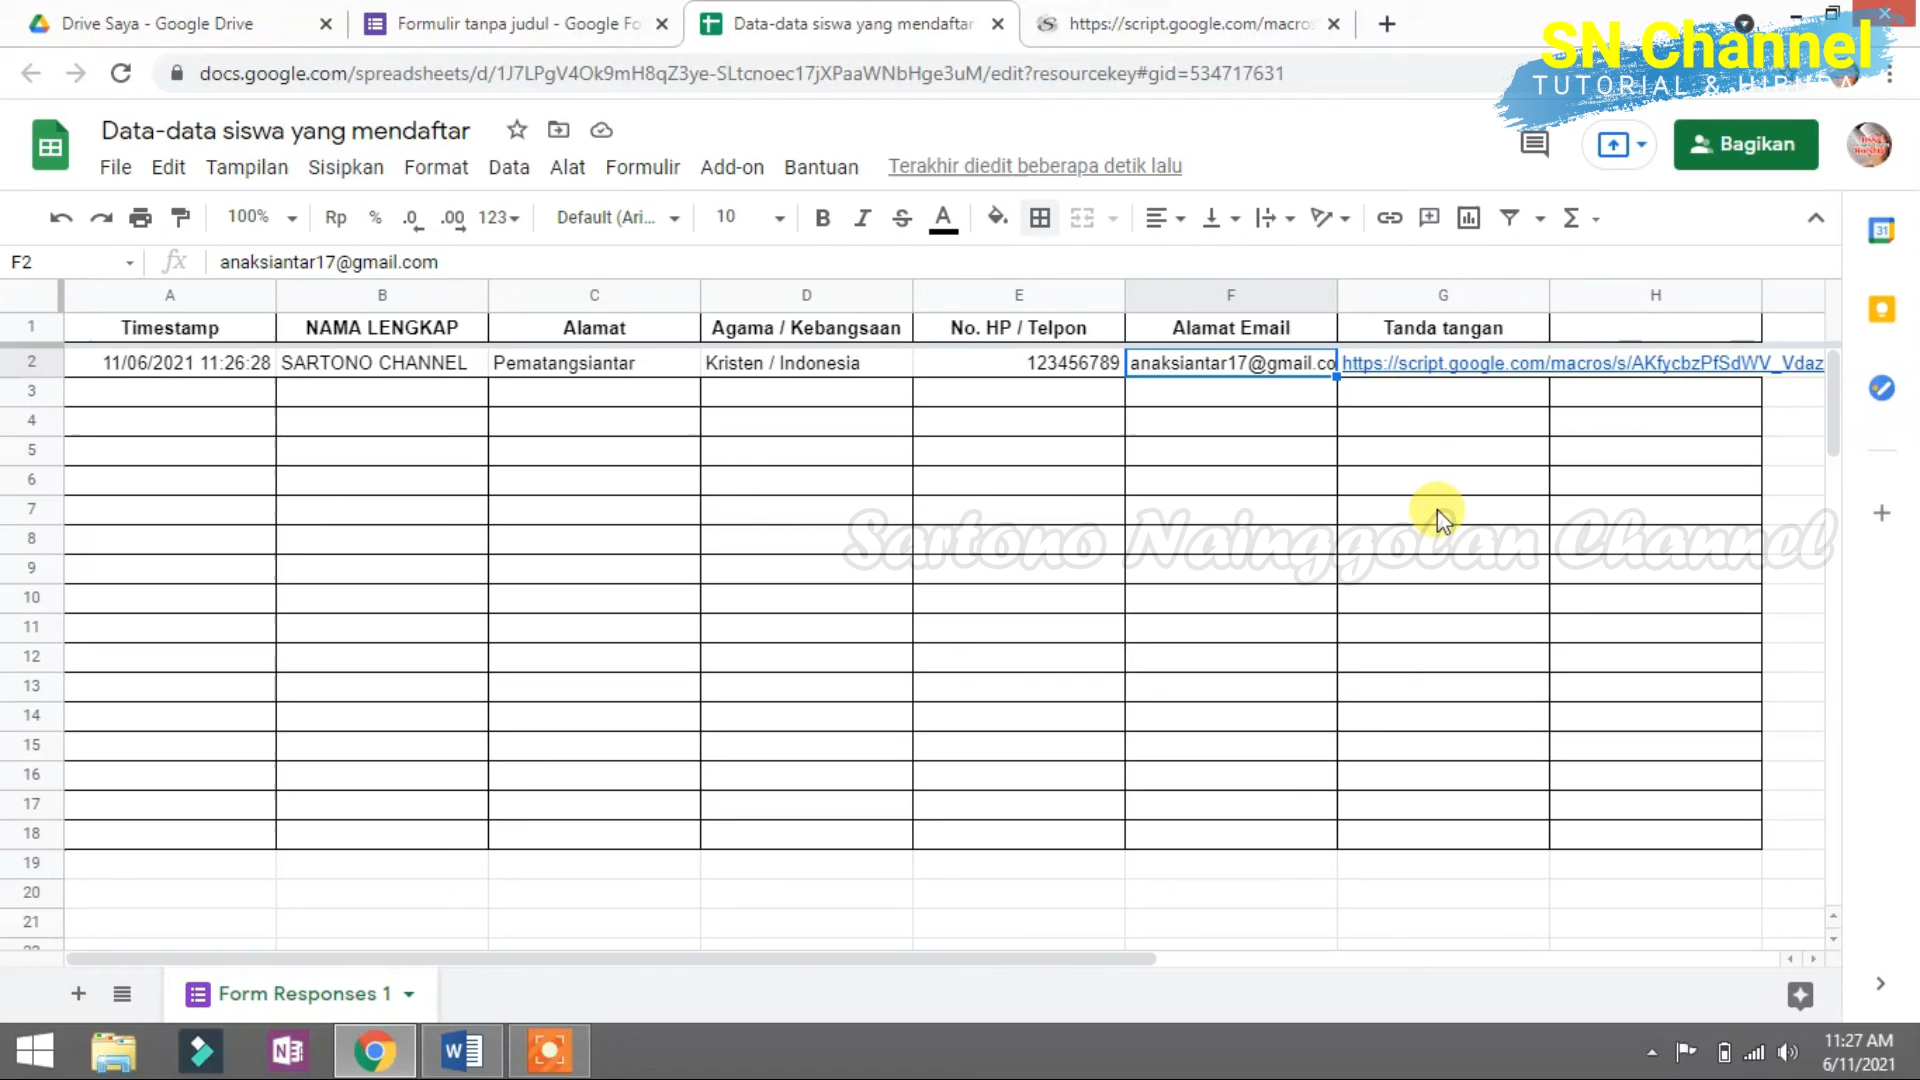 Drive Saya - Google Drive
Formulir tanpa judul - Google Fo
Data-data siswa yang mendaftar
https://script.google.com/macros
SN Channel
TUTORIAL & HIBURA
docs.google.com/spreadsheets/d/1J7LPgV4Ok9mH8qZ3ye-SLtcnoec17jXPaaWNbHge3uM/edit?resourcekey#gid=534717631
Data-data siswa yang mendaftar
File Edit Tampilan Sisipkan Format Data Alat Formulir Add-on Bantuan Terakhir diedit beberapa detik lalu
Bagikan
100% Rp % .0 .00 123 Default (Ari... 10 B I S A Σ
31
F2 fx anaksiantar17@gmail.com
A B C D E F G H
1 Timestamp NAMA LENGKAP Alamat Agama / Kebangsaan No. HP / Telpon Alamat Email Tanda tangan
2 11/06/2021 11:26:28 SARTONO CHANNEL Pematangsiantar Kristen / Indonesia 123456789 anaksiantar17@gmail.co https://script.google.com/macros/s/AKfycbzPfSdWV_Vdaz
3
4
5
6
7
8
Sartono Nainggolan Channel
9
10
11
12
13
14
15
16
17
18
19
20
21
22
Form Responses 1
N
W
11:27 AM
6/11/2021